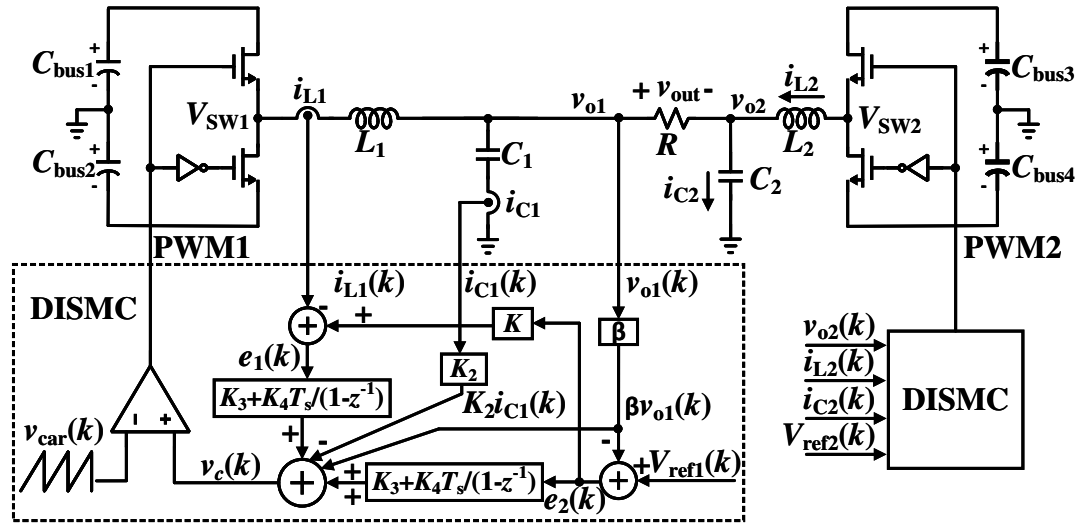 C_bus1
+
-
C_bus2
+
-
V_SW1
i_L1
L_1
C_1
i_C1
v_o1
+ v_out -
R
v_o2
i_C2
C_2
i_L2
L_2
V_SW2
+
-
C_bus3
+
-
C_bus4
PWM1
PWM2
DISMC
i_L1(k)
i_C1(k)
v_o1(k)
-
+
+
K
β
e_1(k)
K_2
K_3+K_4T_s/(1-z^-1)
K_2i_C1(k)
βv_o1(k)
- +
v_car(k)
v_c(k)
+
-
+
+
+
K_3+K_4T_s/(1-z^-1)
e_2(k)
-
+
+
V_ref1(k)
v_o2(k)
i_L2(k)
i_C2(k)
V_ref2(k)
DISMC